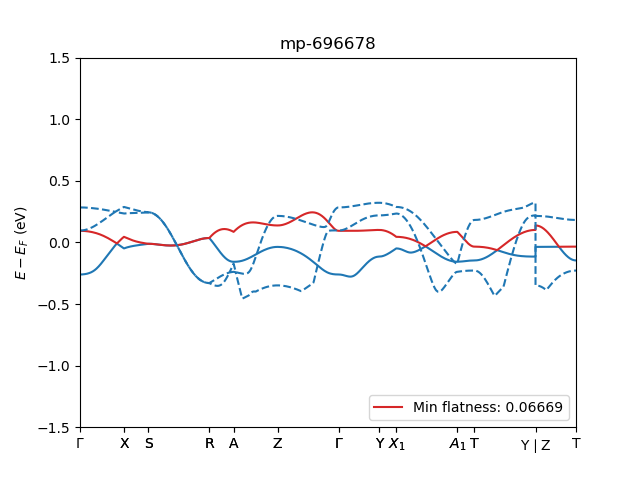 mp-696678
1.5
1.0
0.5
0.0
−0.5
−1.0
−1.5
E − E_F (eV)
Min flatness: 0.06669
Γ X S R A Z Γ Y X₁ A₁ T Y | Z T